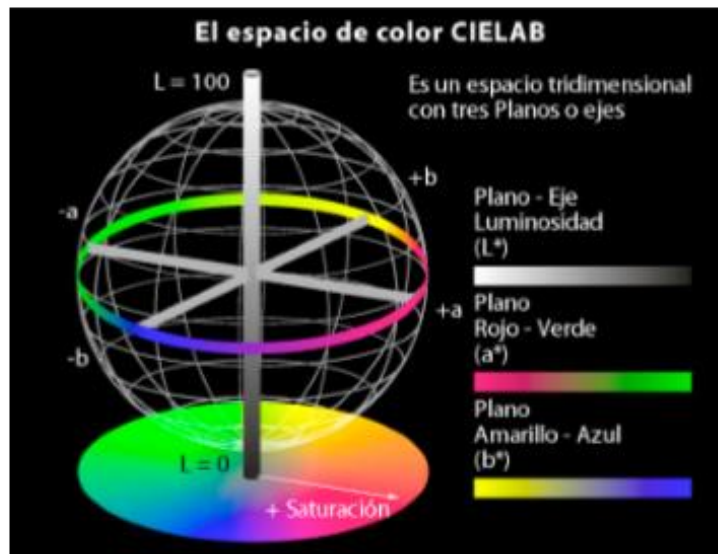 El espacio de color CIELAB
L = 100
Es un espacio tridimensional
con tres Planos o ejes
+b
-a
Plano - Eje
Luminosidad
(L*)
+a
Plano
Rojo - Verde
(a*)
-b
Plano
Amarillo - Azul
(b*)
L = 0
+ Saturación